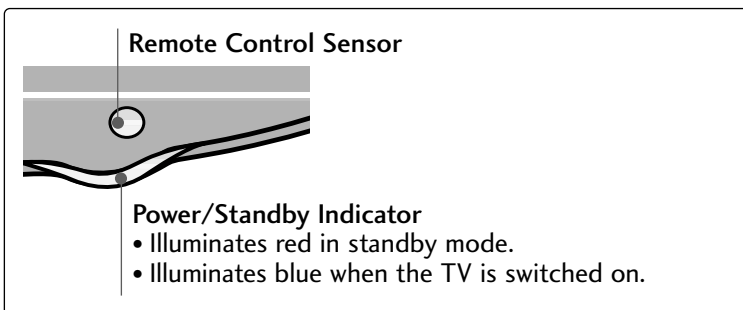 Remote Control Sensor
Power/Standby Indicator
• Illuminates red in standby mode.
• Illuminates blue when the TV is switched on.